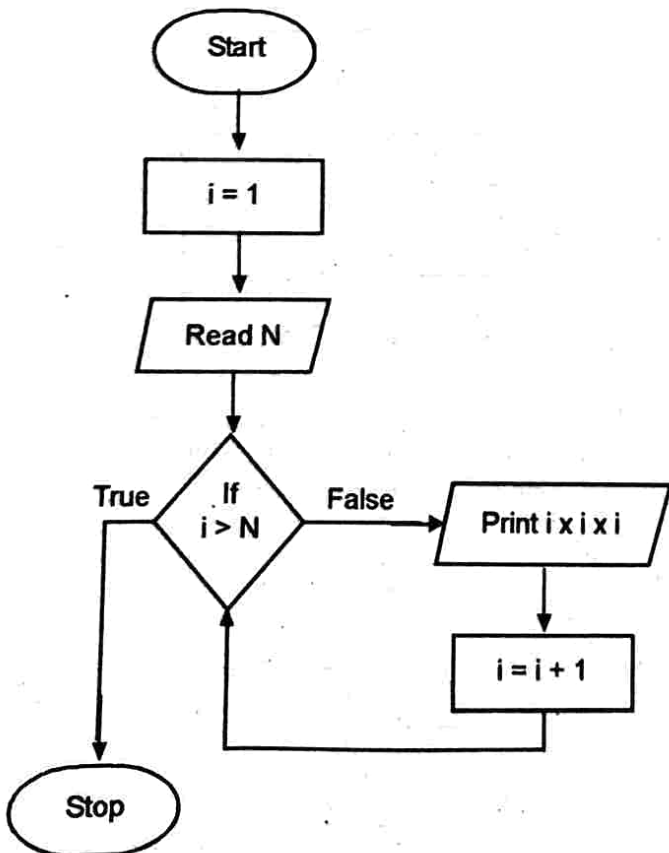 Start
i = 1
Read N
If
i > N
True
False
Print i x i x i
i = i + 1
Stop